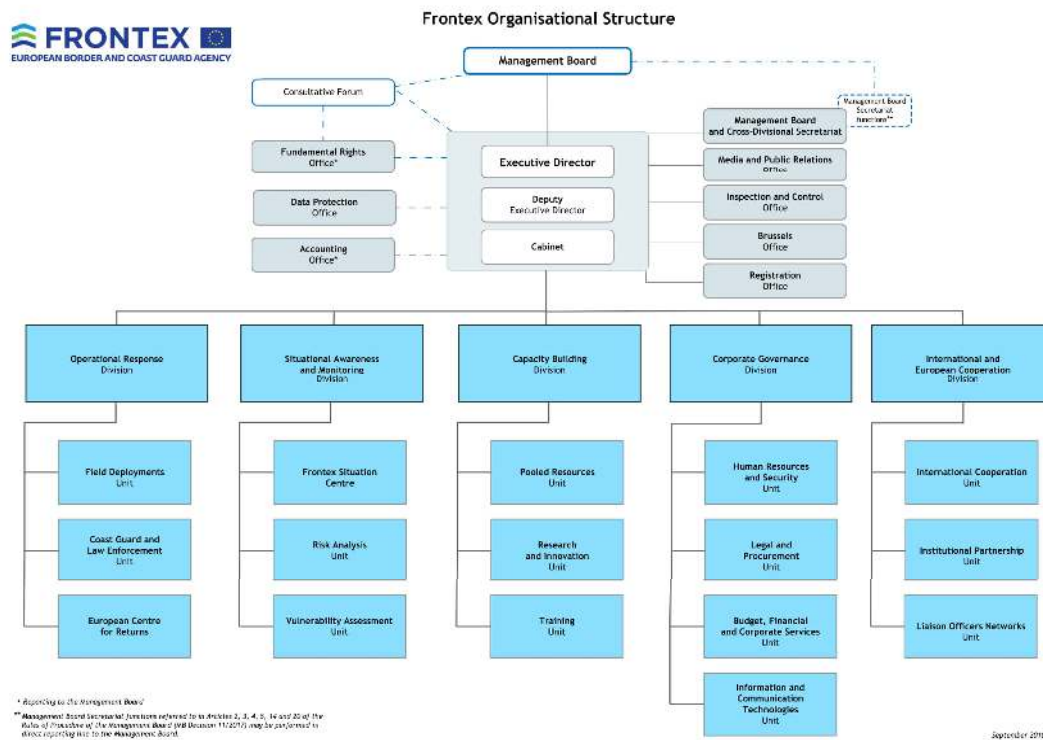 Frontex Organisational Structure
FRONTEX
EUROPEAN BORDER AND COAST GUARD AGENCY
Management Board
Consultative Forum
Management Board
Secretariat
functions**
Management Board
and Cross-Divisional Secretariat
Fundamental Rights
Office*
Executive Director
Media and Public Relations
Office
Data Protection
Office
Deputy
Executive Director
Inspection and Control
Office
Accounting
Office*
Cabinet
Brussels
Office
Registration
Office
Operational Response
Division
Situational Awareness
and Monitoring
Division
Capacity Building
Division
Corporate Governance
Division
International and
European Cooperation
Division
Field Deployments
Unit
Frontex Situation
Centre
Pooled Resources
Unit
Human Resources
and Security
Unit
International Cooperation
Unit
Coast Guard and
Law Enforcement
Unit
Risk Analysis
Unit
Research
and Innovation
Unit
Legal and
Procurement
Unit
Institutional Partnership
Unit
European Centre
for Returns
Vulnerability Assessment
Unit
Training
Unit
Budget, Financial
and Corporate Services
Unit
Liaison Officers Networks
Unit
Information and
Communication
Technologies
Unit
* Reporting to the Management Board
** Management Board Secretariat functions referred to in Articles 2, 3, 4, 5, 14 and 20 of the
Rules of Procedure of the Management Board (MB Decision 11/2017) may be performed in
direct reporting line to the Management Board.
September